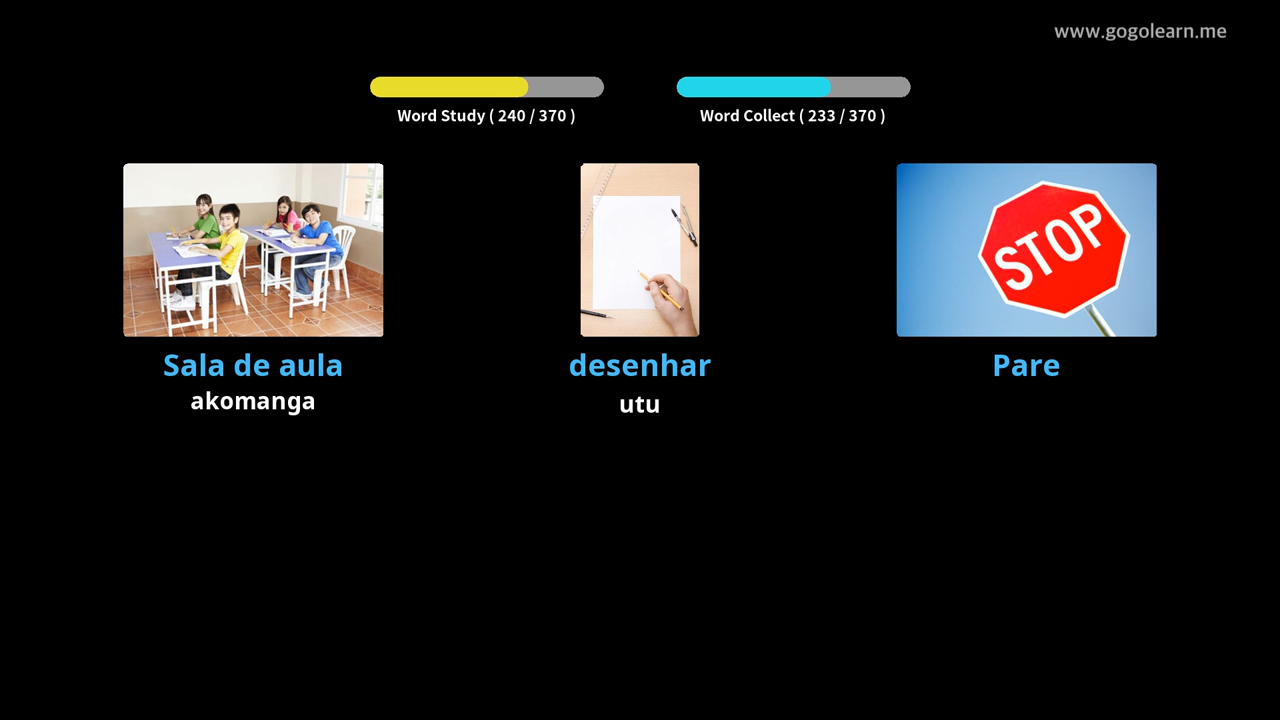 www.gogolearn.me
Word Study ( 240 / 370 )
Word Collect ( 233 / 370 )
STOP
Sala de aula
desenhar
Pare
akomanga
utu